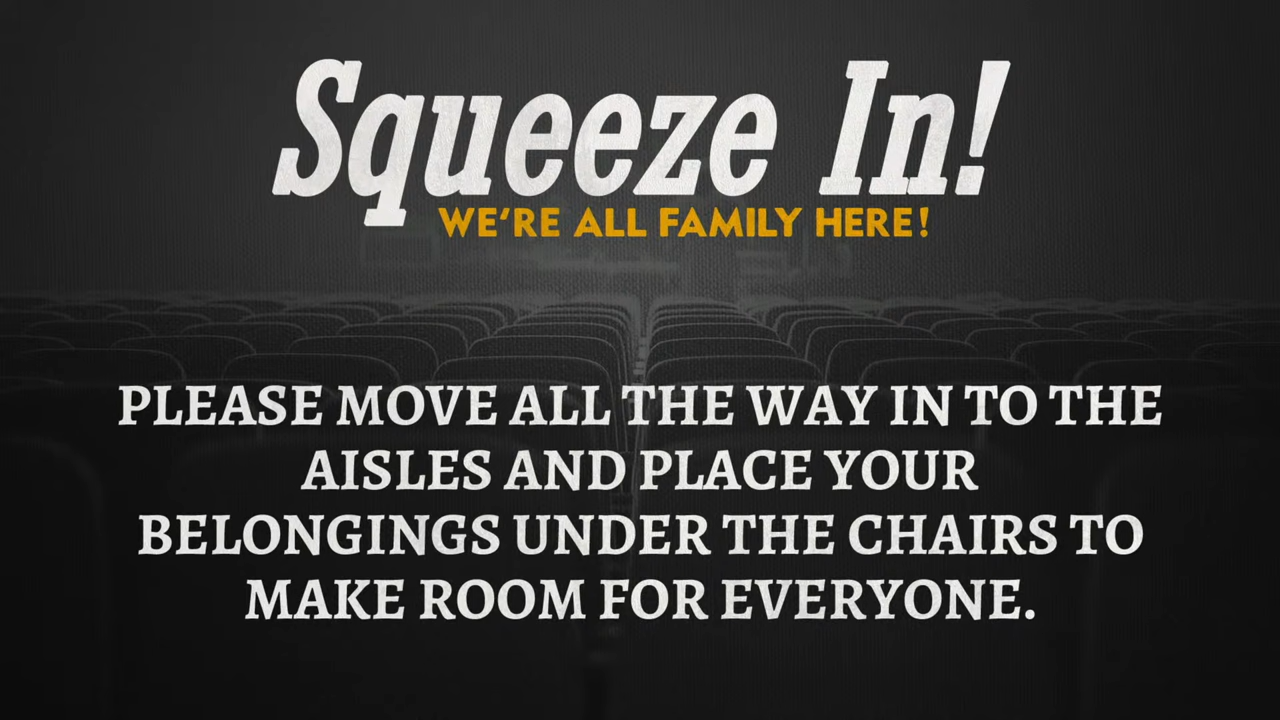 Squeeze In!
WE'RE ALL FAMILY HERE!
PLEASE MOVE ALL THE WAY IN TO THE
AISLES AND PLACE YOUR
BELONGINGS UNDER THE CHAIRS TO
MAKE ROOM FOR EVERYONE.